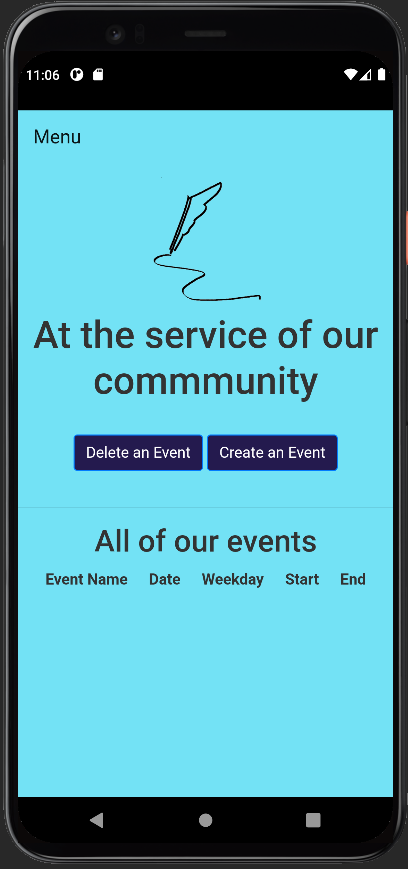 11:06
Menu
At the service of our
commmunity
Delete an Event Create an Event
All of our events
Event Name Date Weekday Start End